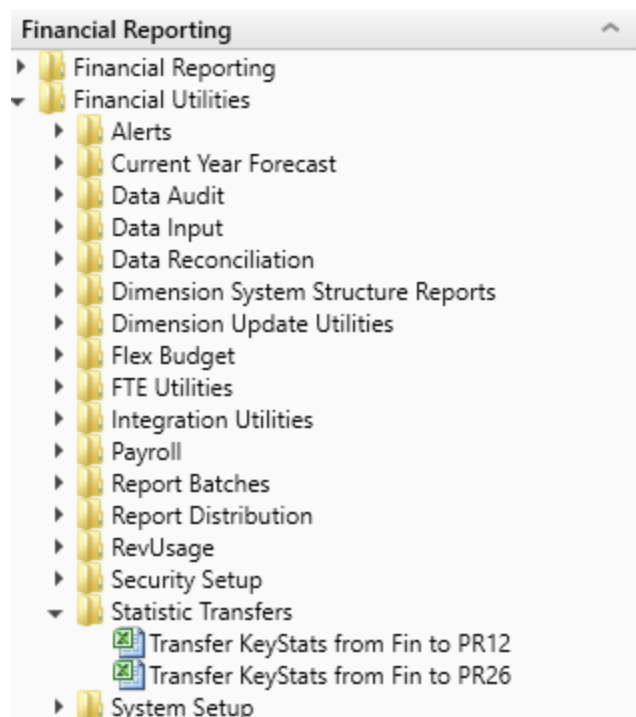 Financial Reporting
Financial Reporting
Financial Utilities
Alerts
Current Year Forecast
Data Audit
Data Input
Data Reconciliation
Dimension System Structure Reports
Dimension Update Utilities
Flex Budget
FTE Utilities
Integration Utilities
Payroll
Report Batches
Report Distribution
RevUsage
Security Setup
Statistic Transfers
Transfer KeyStats from Fin to PR12
Transfer KeyStats from Fin to PR26
System Setup